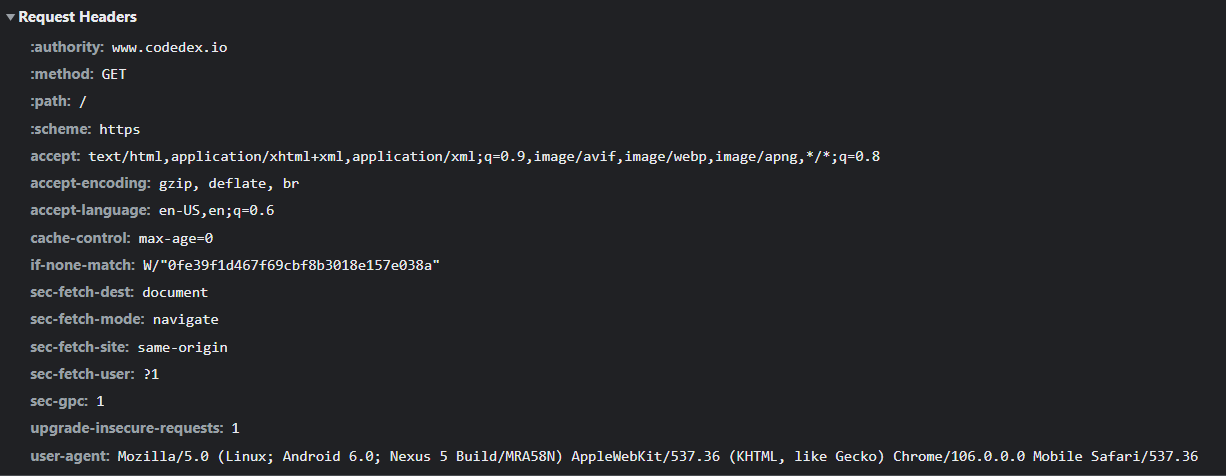 Request Headers
:authority: www.codedex.io
:method: GET
:path: /
:scheme: https
accept: text/html,application/xhtml+xml,application/xml;q=0.9,image/avif,image/webp,image/apng,*/*;q=0.8
accept-encoding: gzip, deflate, br
accept-language: en-US,en;q=0.6
cache-control: max-age=0
if-none-match: W/"0fe39f1d467f69cbf8b3018e157e038a"
sec-fetch-dest: document
sec-fetch-mode: navigate
sec-fetch-site: same-origin
sec-fetch-user: ?1
sec-gpc: 1
upgrade-insecure-requests: 1
user-agent: Mozilla/5.0 (Linux; Android 6.0; Nexus 5 Build/MRA58N) AppleWebKit/537.36 (KHTML, like Gecko) Chrome/106.0.0.0 Mobile Safari/537.36